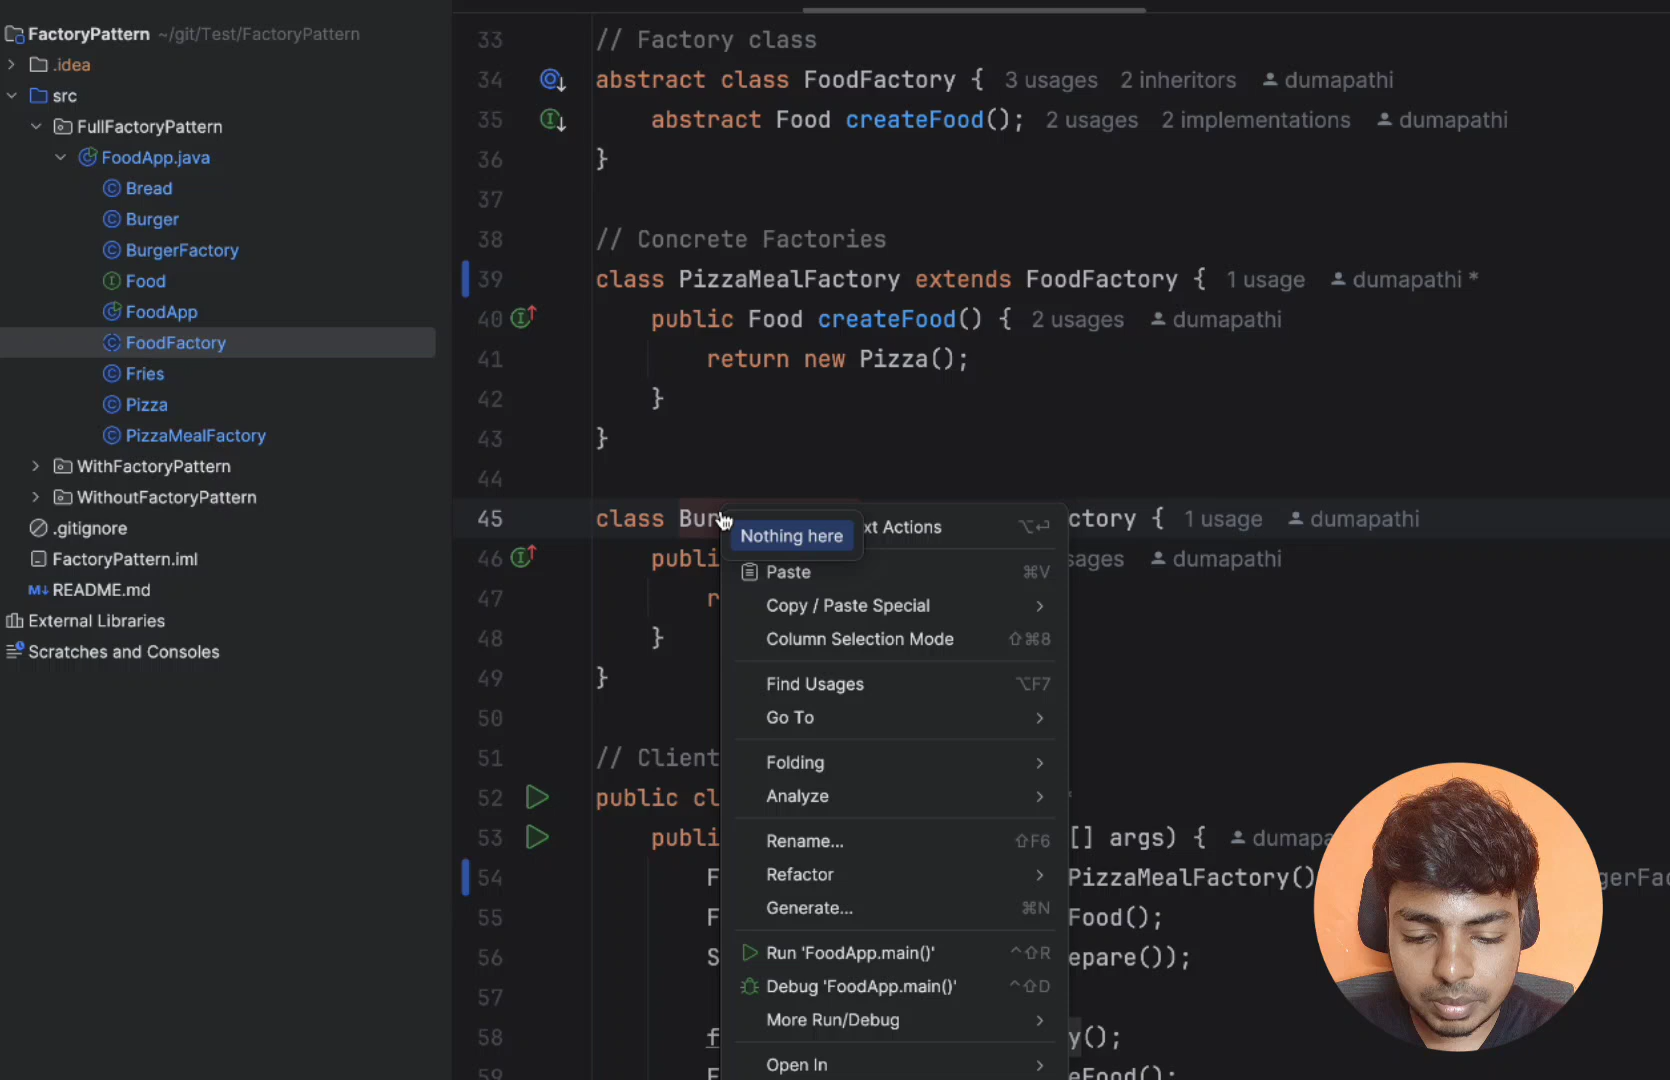 FactoryPattern ~/git/Test/FactoryPattern
.idea
src
FullFactoryPattern
FoodApp.java
Bread
Burger
BurgerFactory
Food
FoodApp
FoodFactory
Fries
Pizza
PizzaMealFactory
WithFactoryPattern
WithoutFactoryPattern
.gitignore
FactoryPattern.iml
README.md
External Libraries
Scratches and Consoles
33 // Factory class
34 abstract class FoodFactory { 3 usages 2 inheritors dumapathi
35 abstract Food createFood(); 2 usages 2 implementations dumapathi
36 }
37
38 // Concrete Factories
39 class PizzaMealFactory extends FoodFactory { 1 usage dumapathi *
40 public Food createFood() { 2 usages dumapathi
41 return new Pizza();
42 }
43 }
44
45 class Bur ctory { 1 usage dumapathi
46 publi sages dumapathi
47 r
48 }
49 }
50
51 // Client
52 public cl
53 publi [] args) { dumapa
54 F PizzaMealFactory() gerFac
55 F Food();
56 S epare());
57
58 f y();
59 F eFood();
Nothing here
xt Actions ⌥⏎
Paste ⌘V
Copy / Paste Special
Column Selection Mode ⇧⌘8
Find Usages ⌥F7
Go To
Folding
Analyze
Rename... ⇧F6
Refactor
Generate... ⌘N
Run 'FoodApp.main()' ⌃⇧R
Debug 'FoodApp.main()' ⌃⇧D
More Run/Debug
Open In